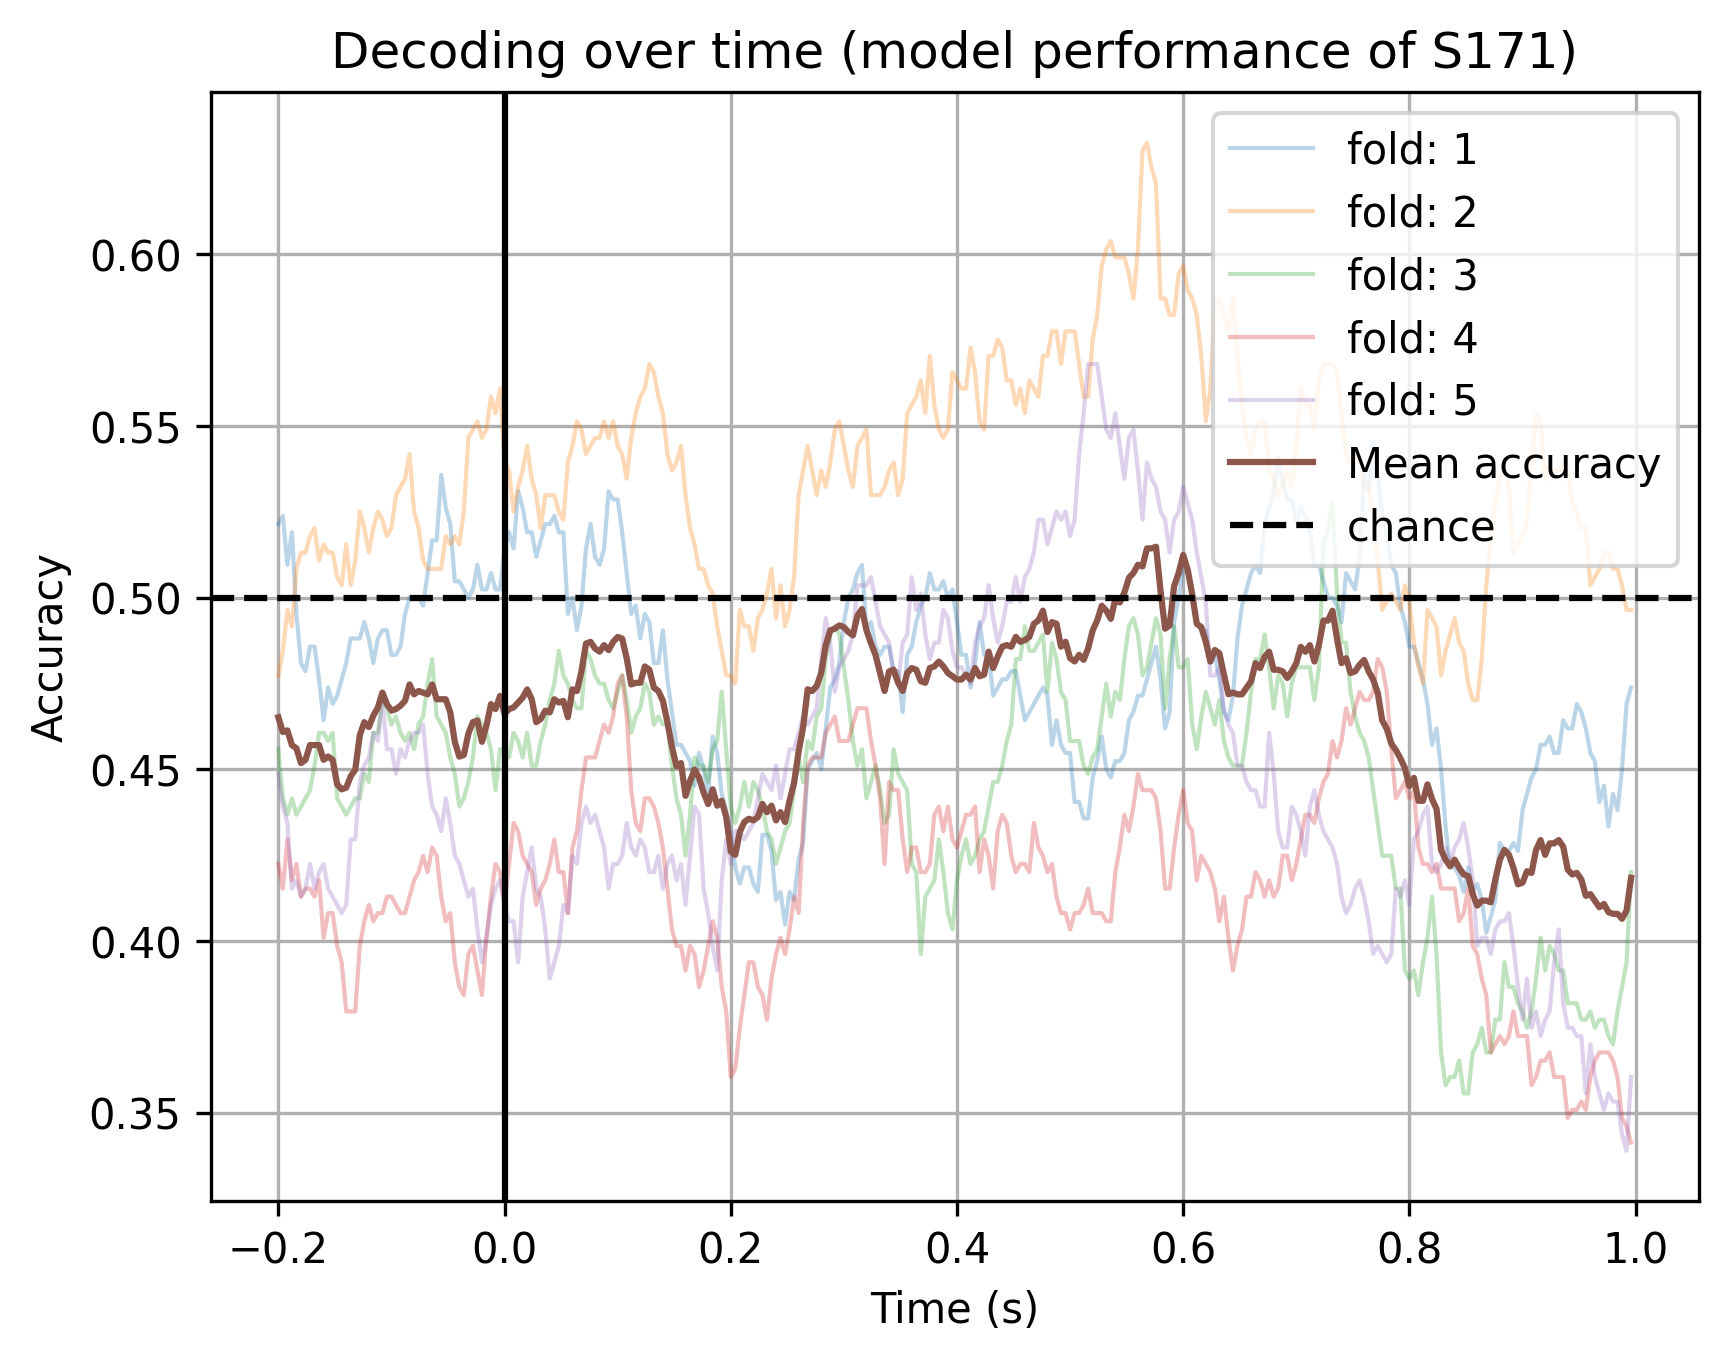 Decoding over time (model performance of S171)
fold: 1
fold: 2
fold: 3
fold: 4
fold: 5
Mean accuracy
chance
Accuracy
0.60
0.55
0.50
0.45
0.40
0.35
−0.2 0.0 0.2 0.4 0.6 0.8 1.0
Time (s)